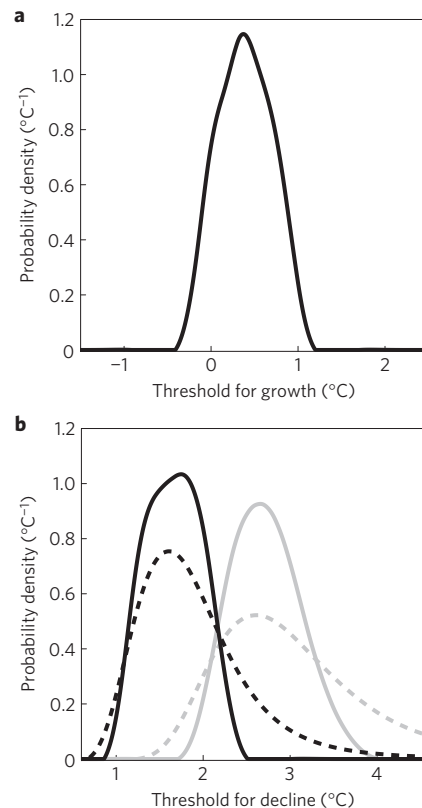 a
Probability density (°C⁻¹)
1.2
1.0
0.8
0.6
0.4
0.2
0
−1 0 1 2
Threshold for growth (°C)
b
Probability density (°C⁻¹)
1.2
1.0
0.8
0.6
0.4
0.2
0
1 2 3 4
Threshold for decline (°C)